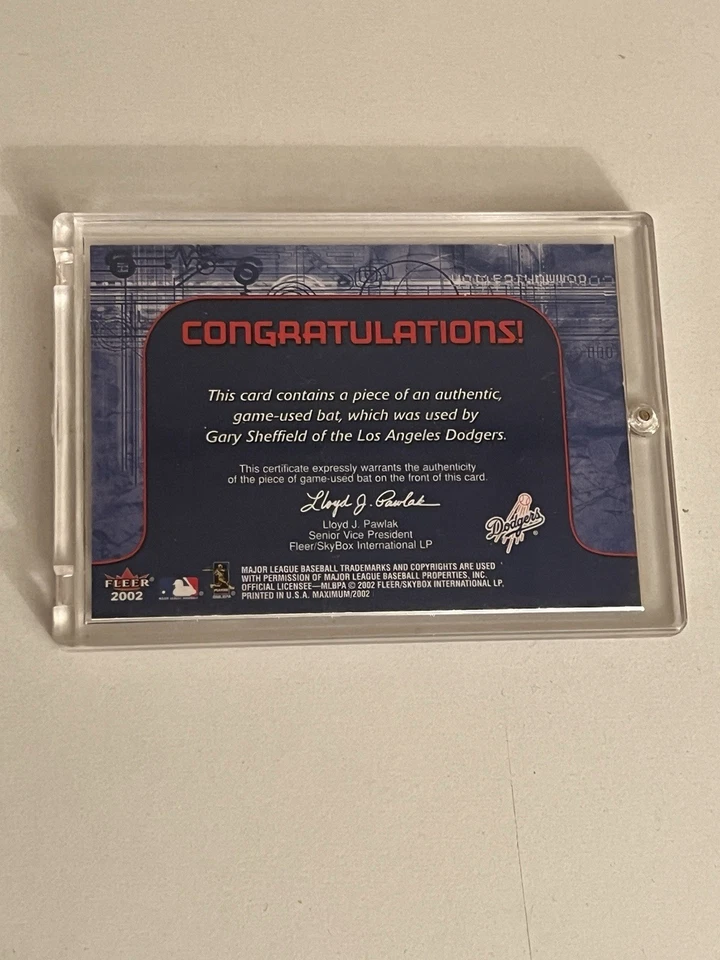 CONGRATULATIONS!
This card contains a piece of an authentic,
game-used bat, which was used by
Gary Sheffield of the Los Angeles Dodgers.
This certificate expressly warrants the authenticity
of the piece of game-used bat on the front of this card.
Lloyd J. Pawlak
Lloyd J. Pawlak
Senior Vice President
Fleer/SkyBox International LP
Dodgers
FLEER
2002
MAJOR LEAGUE BASEBALL TRADEMARKS AND COPYRIGHTS ARE USED
WITH PERMISSION OF MAJOR LEAGUE BASEBALL PROPERTIES, INC.
OFFICIAL LICENSEE—MLBPA © 2002 FLEER/SKYBOX INTERNATIONAL LP,
PRINTED IN U.S.A. MAXIMUM/2002